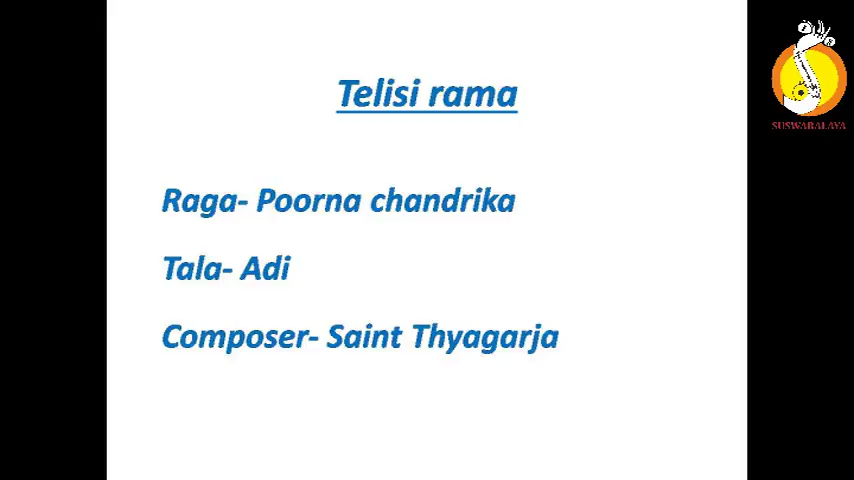 Telisi rama
SUSWARALAYA
Raga- Poorna chandrika
Tala- Adi
Composer- Saint Thyagarja